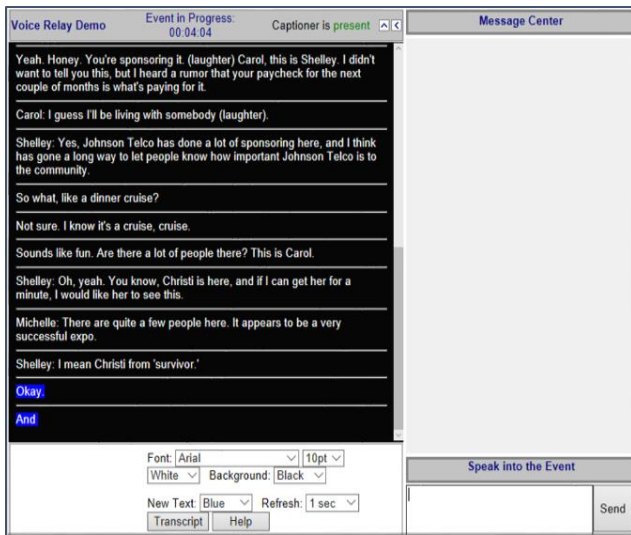 Voice Relay Demo
Event in Progress:
00:04:04
Captioner is present
Yeah. Honey. You're sponsoring it. (laughter) Carol, this is Shelley. I didn't
want to tell you this, but I heard a rumor that your paycheck for the next
couple of months is what's paying for it.
Carol: I guess I'll be living with somebody (laughter).
Shelley: Yes, Johnson Telco has done a lot of sponsoring here, and I think
has gone a long way to let people know how important Johnson Telco is to
the community.
So what, like a dinner cruise?
Not sure. I know it's a cruise, cruise.
Sounds like fun. Are there a lot of people there? This is Carol.
Shelley: Oh, yeah. You know, Christi is here, and if I can get her for a
minute, I would like her to see this.
Michelle: There are quite a few people here. It appears to be a very
successful expo.
Shelley: I mean Christi from 'survivor.'
Okay.
And
Font: Arial 10pt
White Background: Black
New Text: Blue Refresh: 1 sec
Transcript Help
Message Center
Speak into the Event
Send